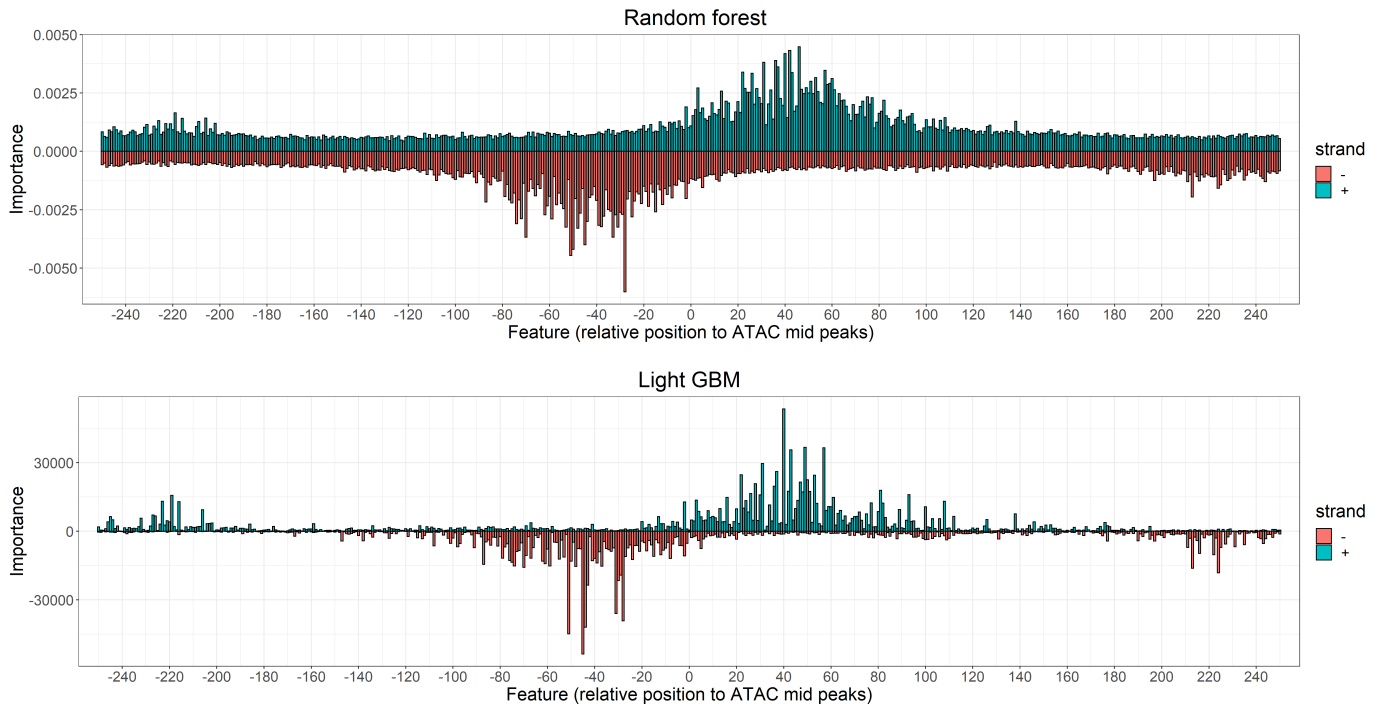 Random forest
0.0050
0.0025
0.0000
-0.0025
-0.0050
Importance
-240 -220 -200 -180 -160 -140 -120 -100 -80 -60 -40 -20 0 20 40 60 80 100 120 140 160 180 200 220 240
Feature (relative position to ATAC mid peaks)
strand
-
+
Light GBM
30000
0
-30000
Importance
-240 -220 -200 -180 -160 -140 -120 -100 -80 -60 -40 -20 0 20 40 60 80 100 120 140 160 180 200 220 240
Feature (relative position to ATAC mid peaks)
strand
-
+